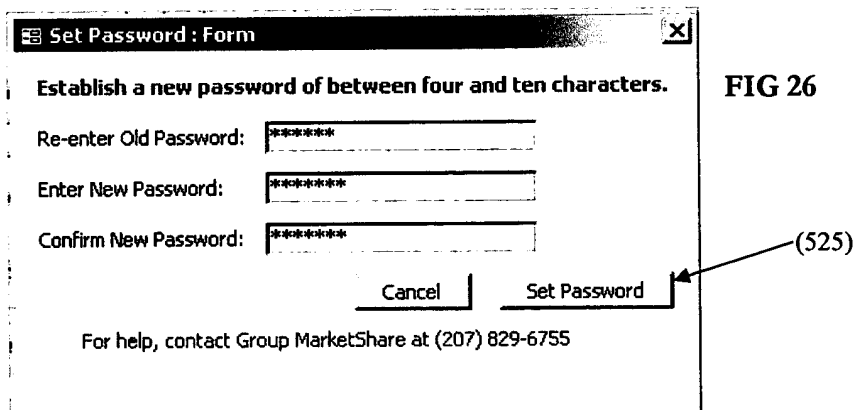 Set Password : Form
Establish a new password of between four and ten characters.
FIG 26
Re-enter Old Password: ******
Enter New Password: *******
Confirm New Password: *******
(525)
Cancel Set Password
For help, contact Group MarketShare at (207) 829-6755